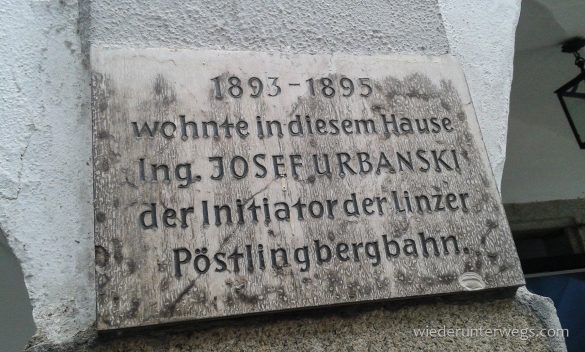 1893-1895
wohnte in diesem Hause
Ing. JOSEF URBANSKI
der Initiator der Linzer
Pöstlingbergbahn.
wiederunterwegs.com